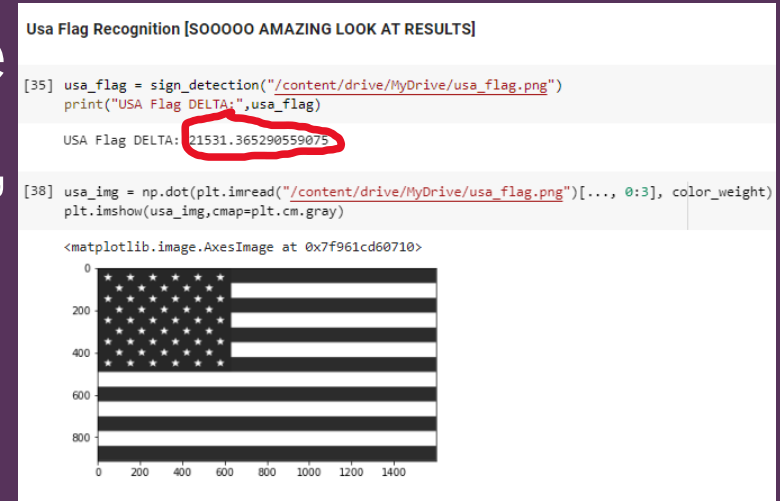 Usa Flag Recognition [SOOOOO AMAZING LOOK AT RESULTS]
[35] usa_flag = sign_detection("/content/drive/MyDrive/usa_flag.png")
print("USA Flag DELTA:",usa_flag)
USA Flag DELTA: 21531.365290559075
[38] usa_img = np.dot(plt.imread("/content/drive/MyDrive/usa_flag.png")[..., 0:3], color_weight)
plt.imshow(usa_img,cmap=plt.cm.gray)
<matplotlib.image.AxesImage at 0x7f961cd60710>
0
200
400
600
800
0 200 400 600 800 1000 1200 1400